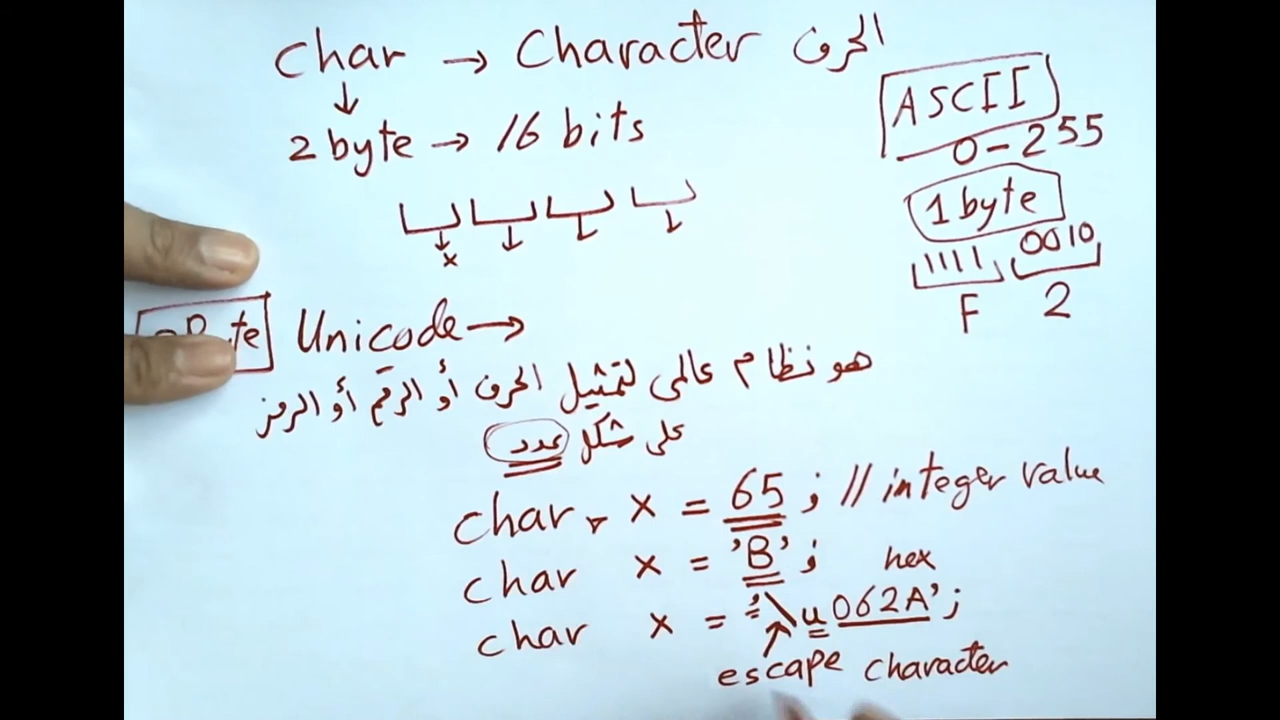 Char → Character الحرف
2 byte → 16 bits
x
ASCII
0-255
1 byte
1111 0010
F 2
Unicode →
هو نظام عالمي لتمثيل الحرف أو الرقم أو الرمز
على شكل عدد
char x = 65; // integer value
char x = 'B';
hex
char x = '\u062A';
escape character